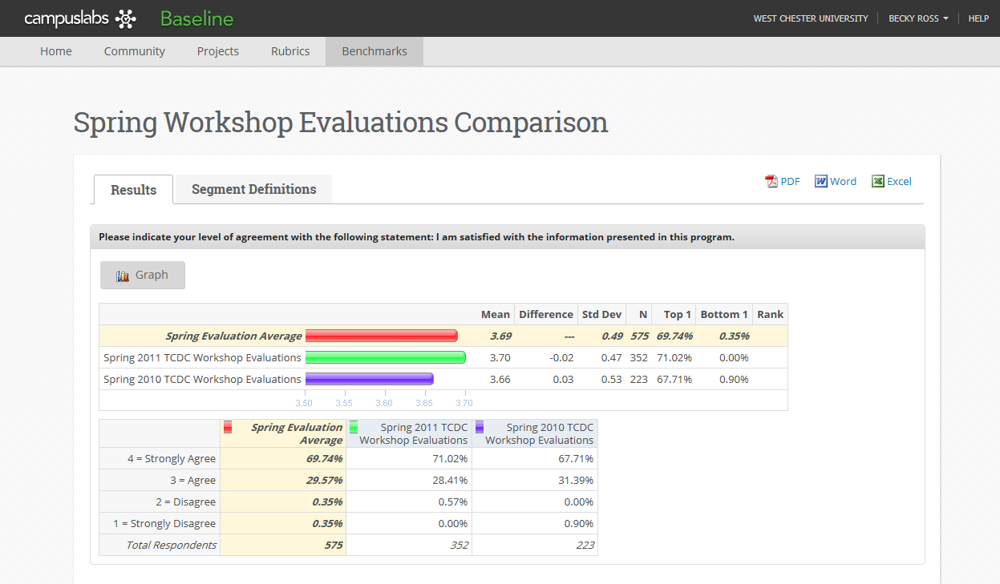 campuslabs Baseline WEST CHESTER UNIVERSITY BECKY ROSS HELP
Home Community Projects Rubrics Benchmarks
Spring Workshop Evaluations Comparison
Results Segment Definitions PDF Word Excel
Please indicate your level of agreement with the following statement: I am satisfied with the information presented in this program.
Graph
Mean Difference Std Dev N Top 1 Bottom 1 Rank
Spring Evaluation Average 3.69 --- 0.49 575 69.74% 0.35%
Spring 2011 TCDC Workshop Evaluations 3.70 -0.02 0.47 352 71.02% 0.00%
Spring 2010 TCDC Workshop Evaluations 3.66 0.03 0.53 223 67.71% 0.90%
3.50 3.55 3.60 3.65 3.70
Spring Evaluation Spring 2011 TCDC Spring 2010 TCDC
Average Workshop Evaluations Workshop Evaluations
4 = Strongly Agree 69.74% 71.02% 67.71%
3 = Agree 29.57% 28.41% 31.39%
2 = Disagree 0.35% 0.57% 0.00%
1 = Strongly Disagree 0.35% 0.00% 0.90%
Total Respondents 575 352 223